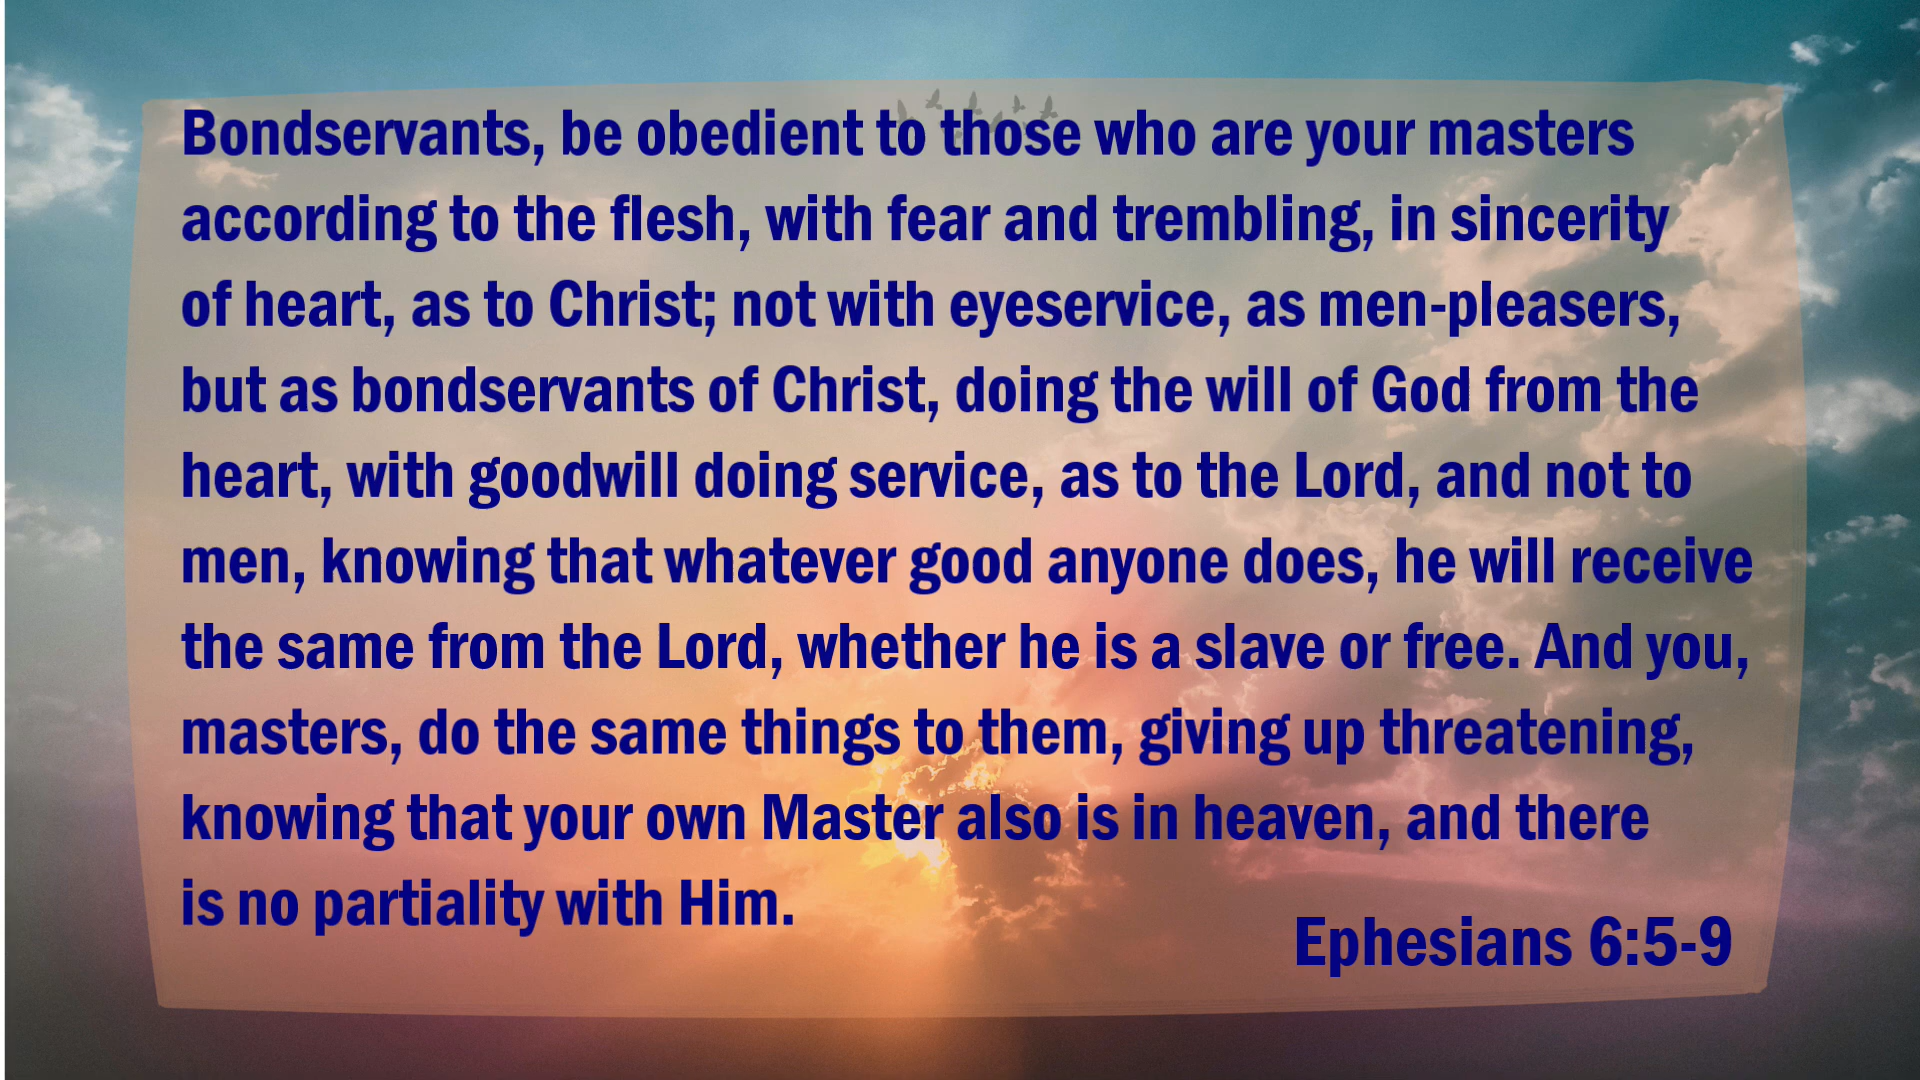 Bondservants, be obedient to those who are your masters
according to the flesh, with fear and trembling, in sincerity
of heart, as to Christ; not with eyeservice, as men-pleasers,
but as bondservants of Christ, doing the will of God from the
heart, with goodwill doing service, as to the Lord, and not to
men, knowing that whatever good anyone does, he will receive
the same from the Lord, whether he is a slave or free. And you,
masters, do the same things to them, giving up threatening,
knowing that your own Master also is in heaven, and there
is no partiality with Him.
Ephesians 6:5-9